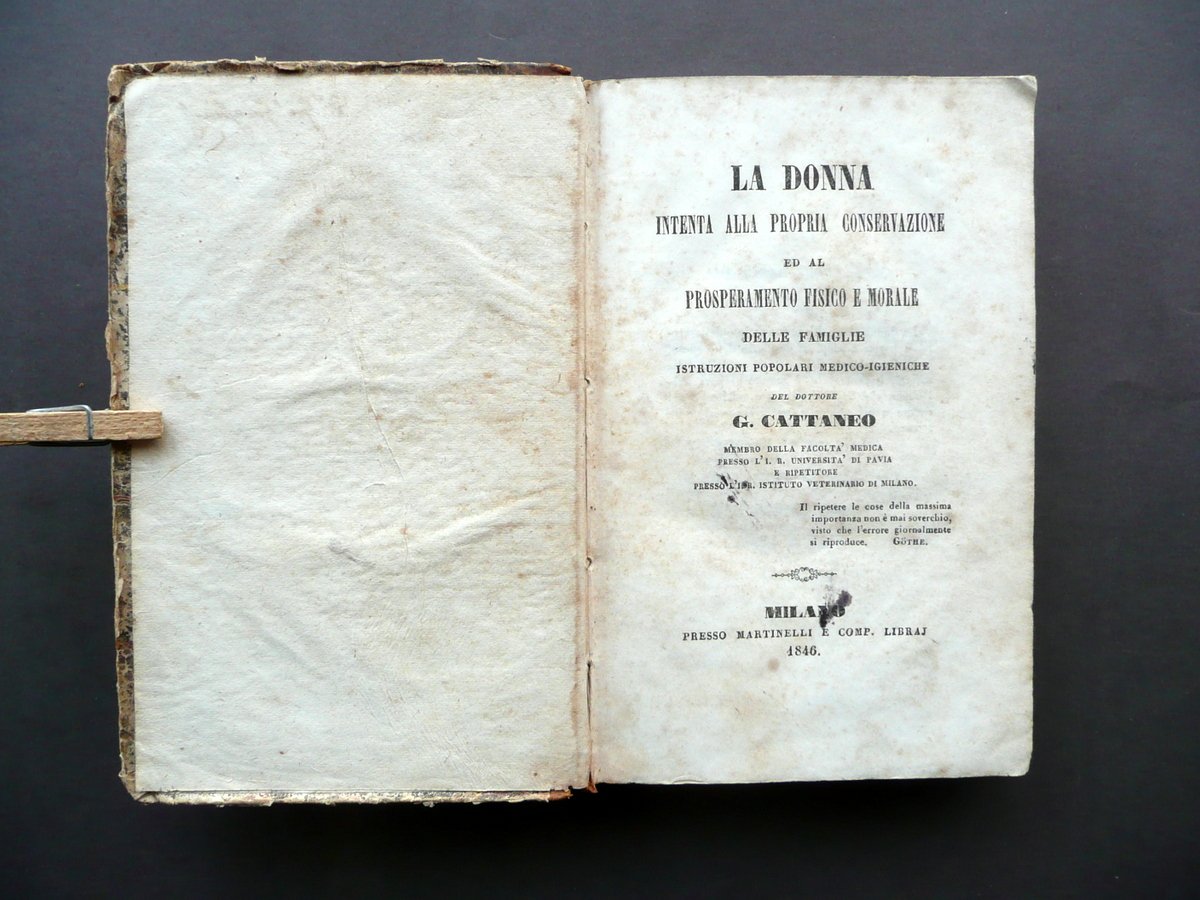 LA DONNA
INTENTA ALLA PROPRIA CONSERVAZIONE
ED AL
PROSPERAMENTO FISICO E MORALE
DELLE FAMIGLIE
ISTRUZIONI POPOLARI MEDICO-IGIENICHE
DEL DOTTORE
G. CATTANEO
MEMBRO DELLA FACOLTA' MEDICA
PRESSO L'I. R. UNIVERSITA' DI PAVIA
E RIPETITORE
PRESSO L'I. R. ISTITUTO VETERINARIO DI MILANO.
Il ripetere le cose della massima
importanza non è mai soverchio,
visto che l'errore giornalmente
si riproduce. GÖTHE.
MILANO
PRESSO MARTINELLI E COMP. LIBRAJ
1846.